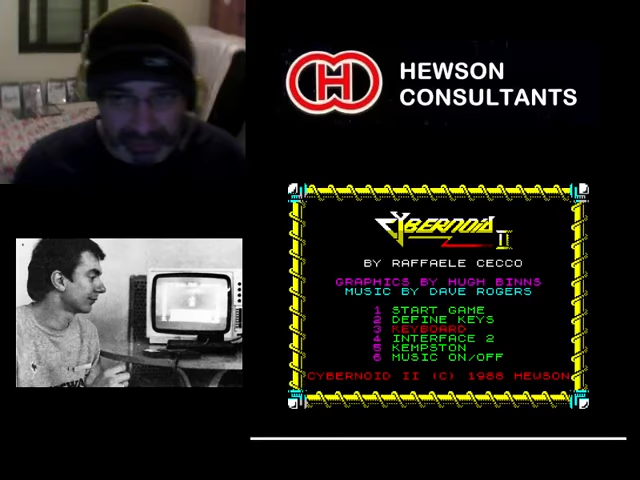 HEWSON
CONSULTANTS
CYBERNOID II
BY RAFFAELE CECCO
GRAPHICS BY HUGH BINNS
MUSIC BY DAVE ROGERS
1 START GAME
2 DEFINE KEYS
3 KEYBOARD
4 INTERFACE 2
5 KEMPSTON
6 MUSIC ON/OFF
CYBERNOID II (C) 1988 HEWSON